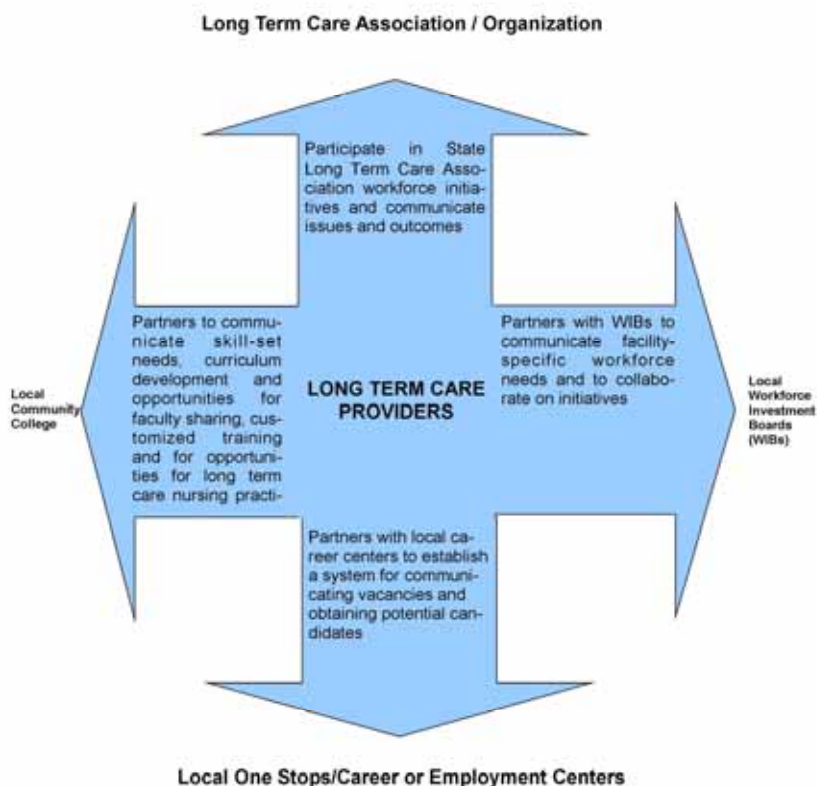 Long Term Care Association / Organization
Participate in State
Long Term Care Asso-
ciation workforce initia-
tives and communicate
issues and outcomes
Partners to commu-
nicate skill-set
needs, curriculum
development and
opportunities for
faculty sharing, cus-
tomized training
and for opportuni-
ties for long term
care nursing practi-
Local
Community
College
LONG TERM CARE
PROVIDERS
Partners with WIBs to
communicate facility-
specific workforce
needs and to collabo-
rate on initiatives
Local
Workforce
Investment
Boards
(WIBs)
Partners with local ca-
reer centers to establish
a system for communi-
cating vacancies and
obtaining potential can-
didates
Local One Stops/Career or Employment Centers